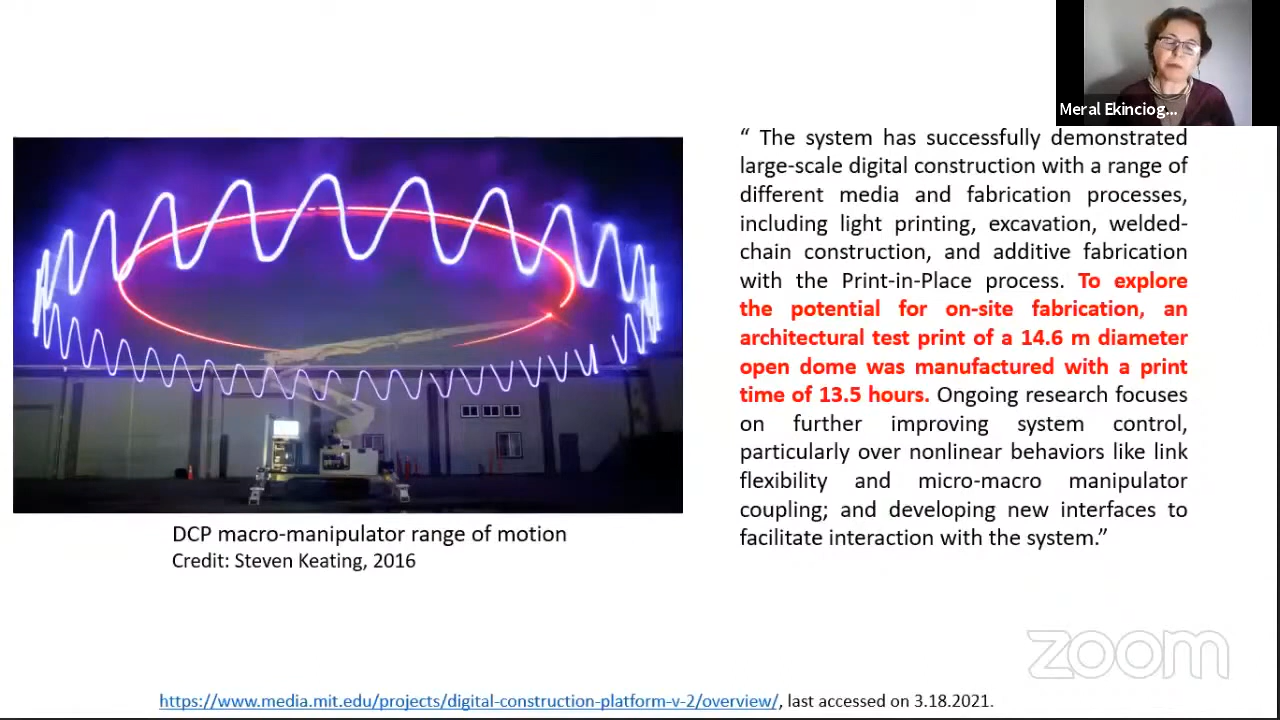 Meral Ekinciog...
“ The system has successfully demonstrated
large-scale digital construction with a range of
different media and fabrication processes,
including light printing, excavation, welded-
chain construction, and additive fabrication
with the Print-in-Place process. To explore
the potential for on-site fabrication, an
architectural test print of a 14.6 m diameter
open dome was manufactured with a print
time of 13.5 hours. Ongoing research focuses
on further improving system control,
particularly over nonlinear behaviors like link
flexibility and micro-macro manipulator
coupling; and developing new interfaces to
facilitate interaction with the system.”
DCP macro-manipulator range of motion
Credit: Steven Keating, 2016
zoom
https://www.media.mit.edu/projects/digital-construction-platform-v-2/overview/, last accessed on 3.18.2021.